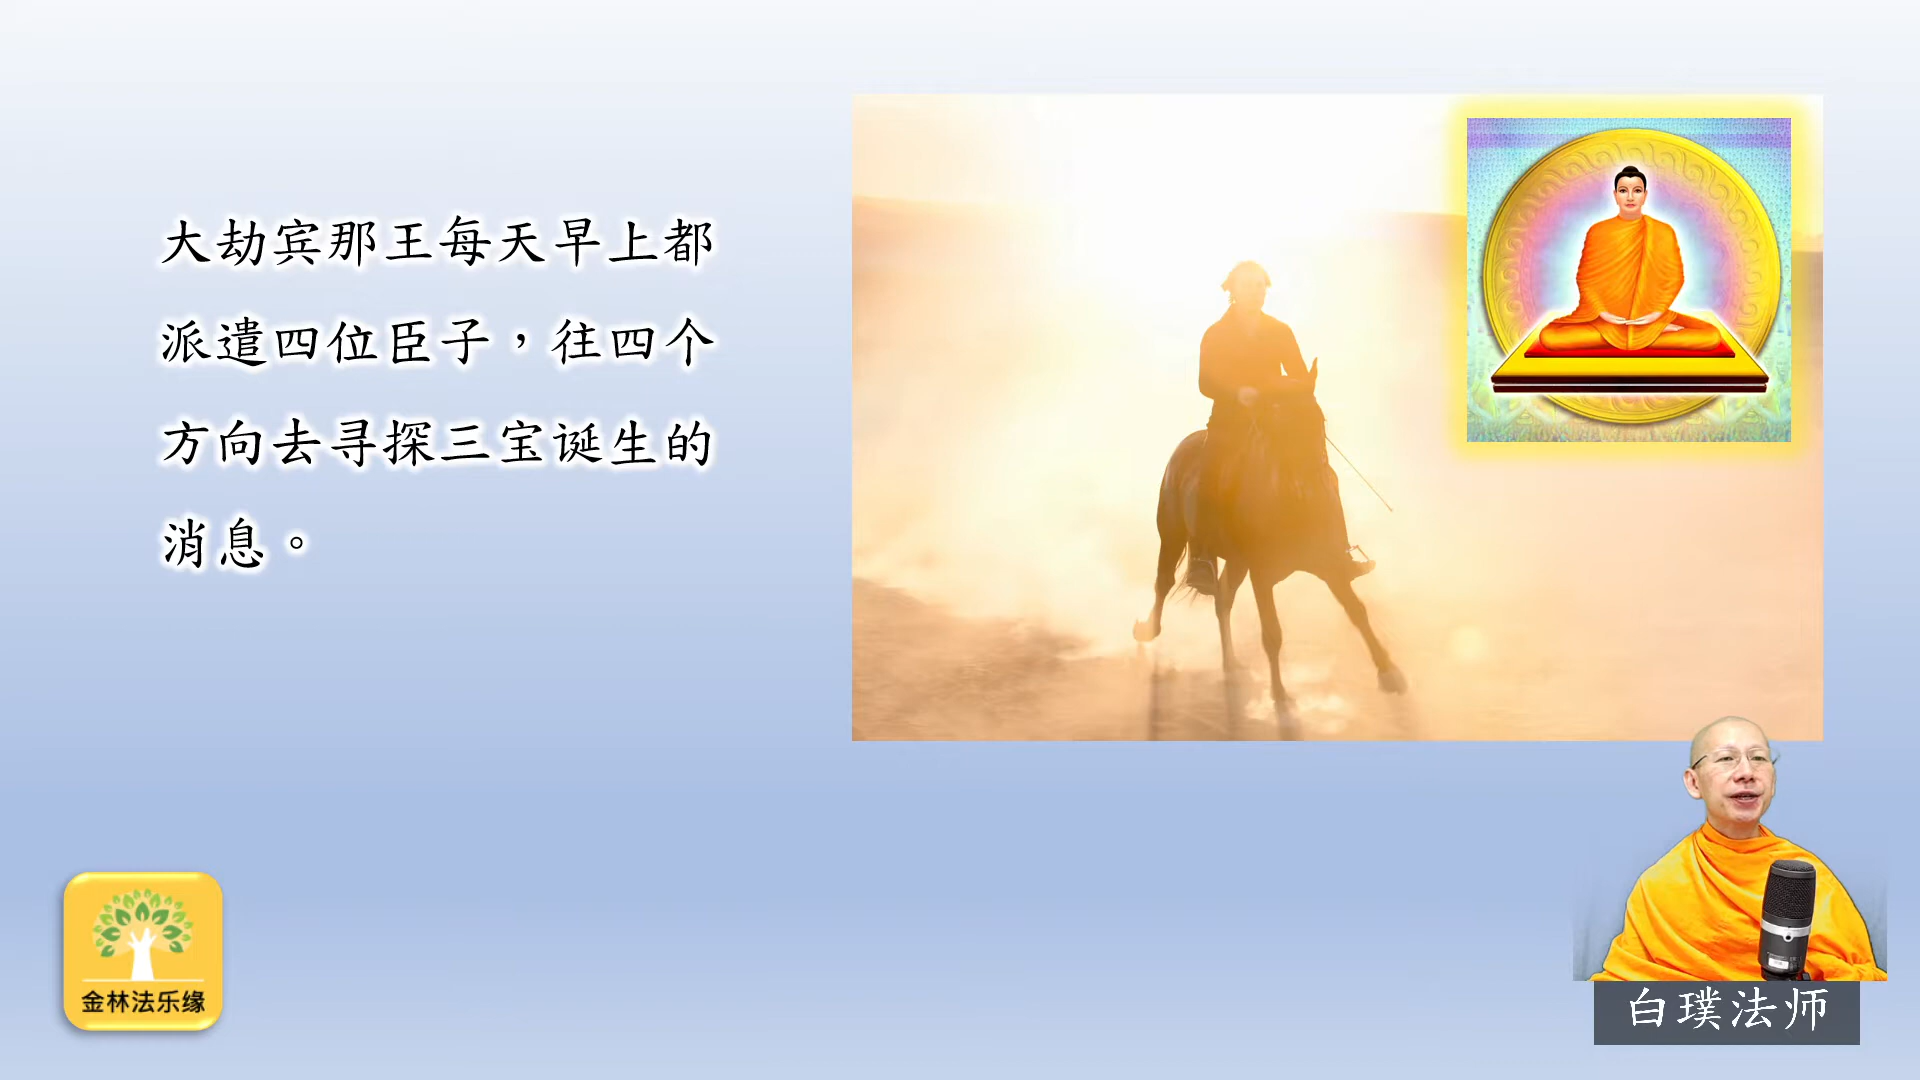 大劫宾那王每天早上都
派遣四位臣子，往四个
方向去寻探三宝诞生的
消息。
金林法乐缘
白璞法师